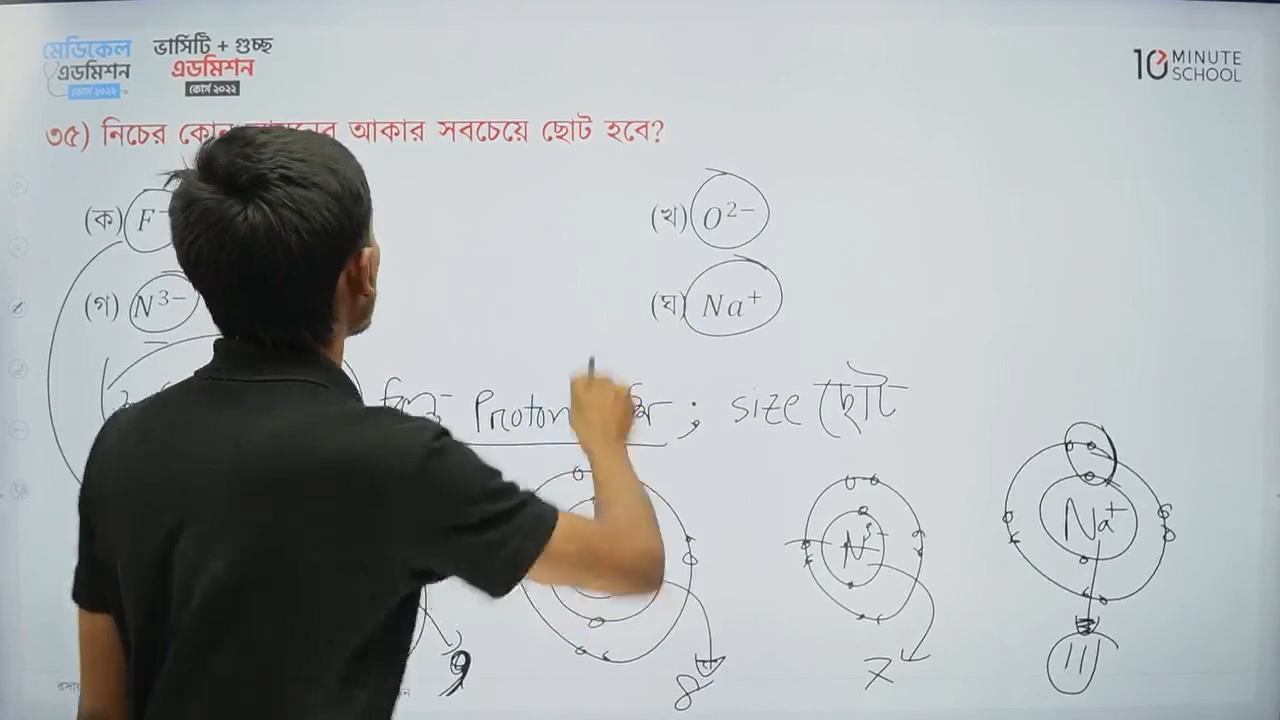 মেডিকেল
এডমিশন
কোর্স ২০২২
ভার্সিটি + গুচ্ছ
এডমিশন
কোর্স ২০২২
10 MINUTE
SCHOOL
৩৫) নিচের কোন আকার সবচেয়ে ছোট হবে?
(ক) F⁻
(খ) O²⁻
(গ) N³⁻
(ঘ) Na⁺
Proton ; size ছোট
Na⁺
9
8
7
11